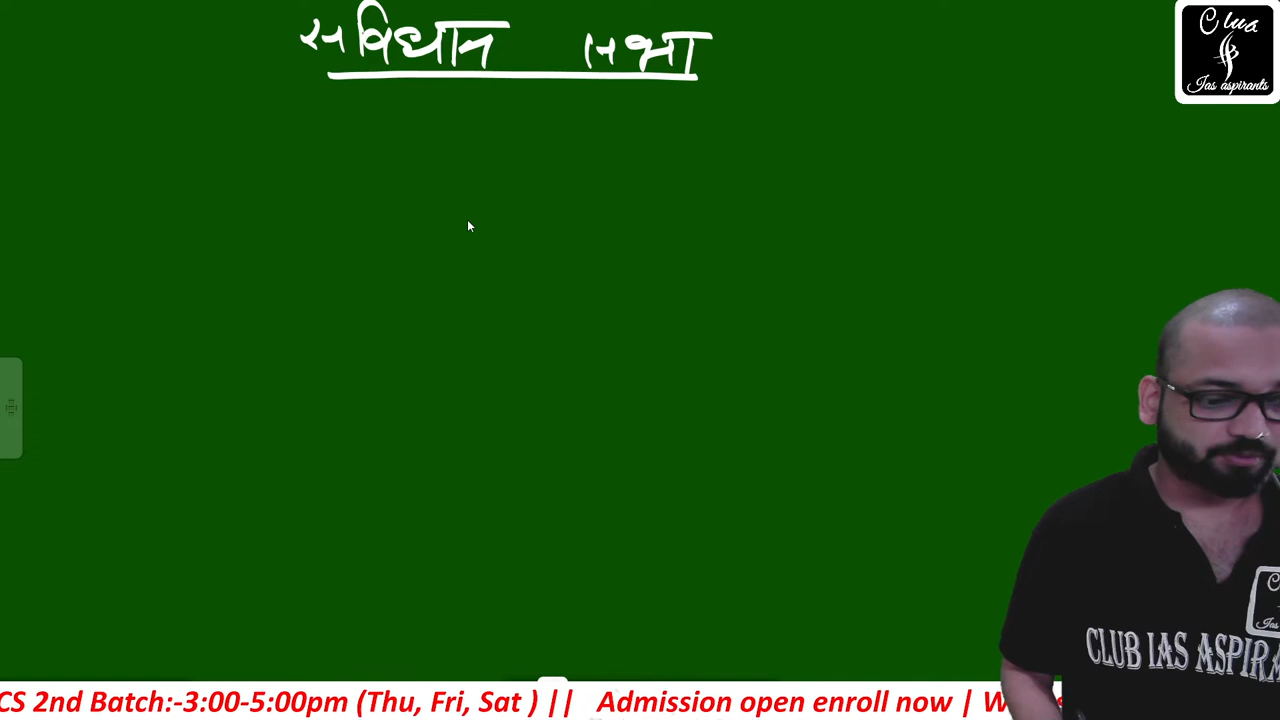 सविधान सभा
Club
Ias aspirants
CLUB IAS ASPIRA
CS 2nd Batch:-3:00-5:00pm (Thu, Fri, Sat ) || Admission open enroll now | W